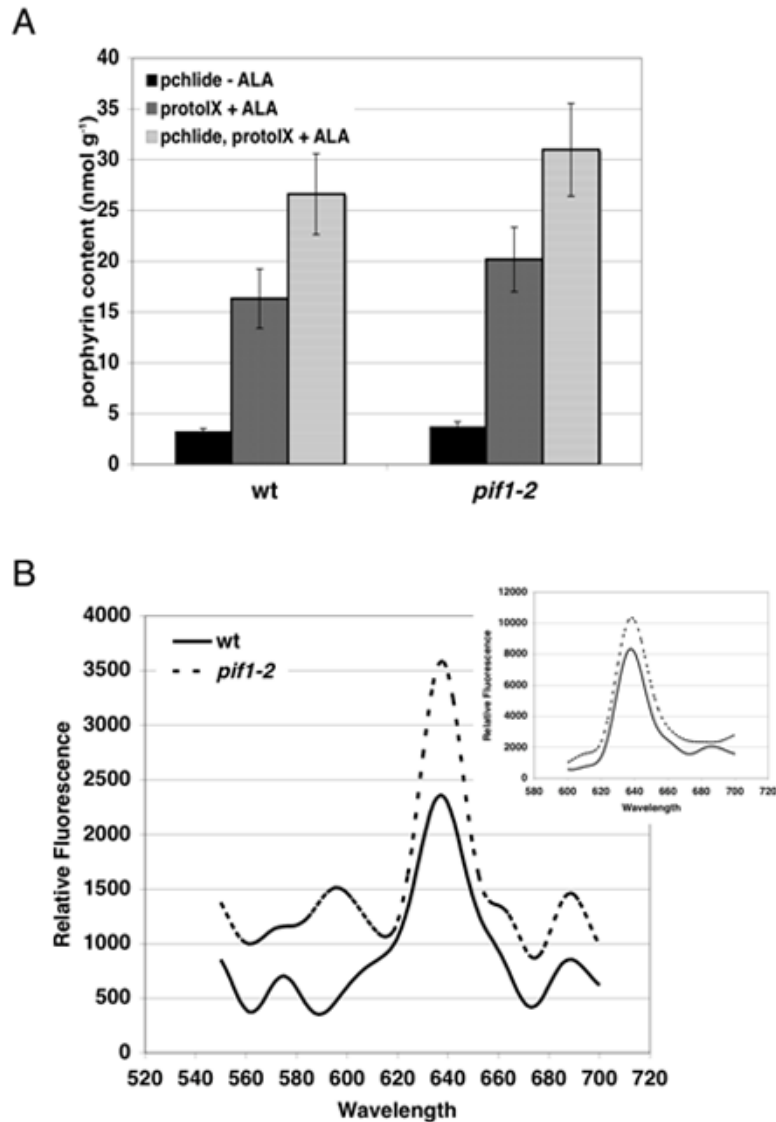 A
porphyrin content (nmol g⁻¹)
40
35
30
25
20
15
10
5
0
pchlide - ALA
protoIX + ALA
pchlide, protoIX + ALA
wt
pif1-2
B
Relative Fluorescence
4000
3500
3000
2500
2000
1500
1000
500
0
wt
pif1-2
520 540 560 580 600 620 640 660 680 700 720
Wavelength
Relative Fluorescence
12000
10000
8000
6000
4000
2000
0
580 600 620 640 660 680 700 720
Wavelength